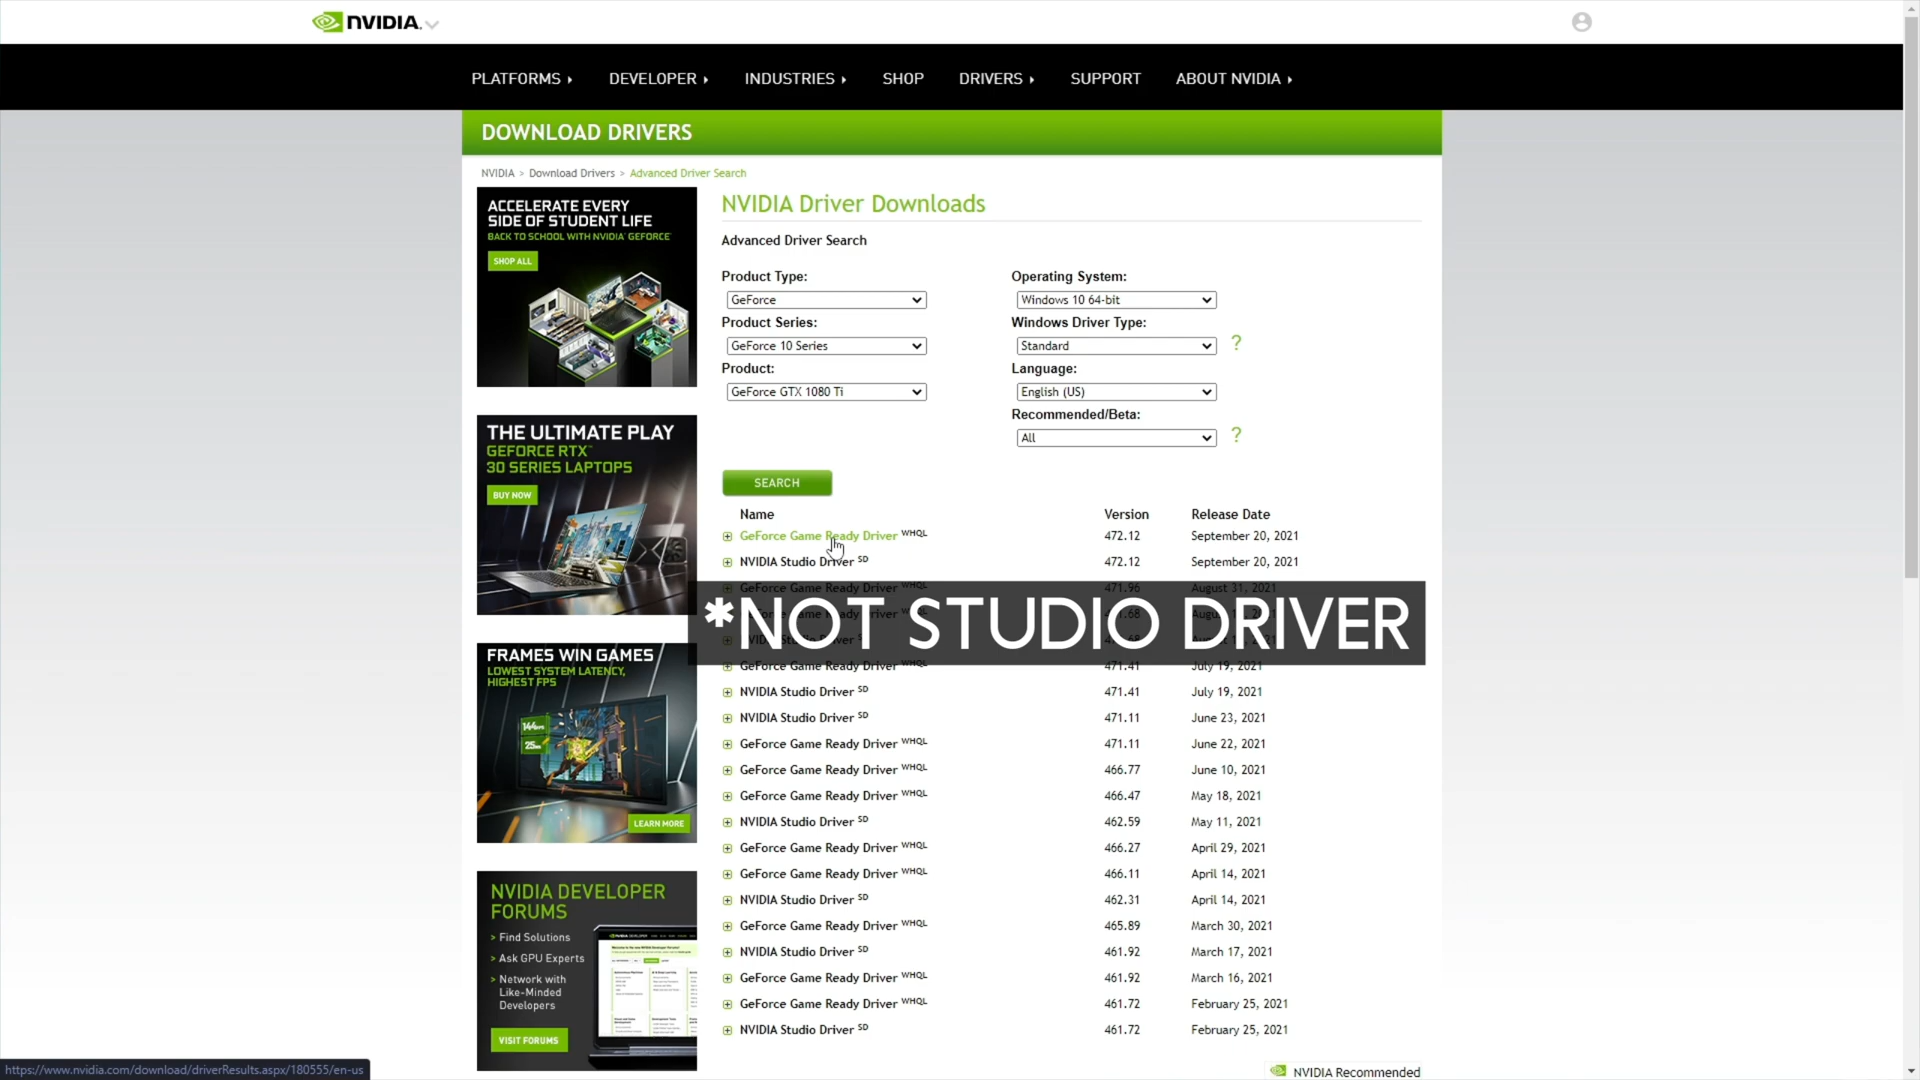 NVIDIA.
PLATFORMS
DEVELOPER
INDUSTRIES
SHOP
DRIVERS
SUPPORT
ABOUT NVIDIA
DOWNLOAD DRIVERS
NVIDIA > Download Drivers > Advanced Driver Search
ACCELERATE EVERY
SIDE OF STUDENT LIFE
BACK TO SCHOOL WITH NVIDIA GEFORCE
SHOP ALL
THE ULTIMATE PLAY
GEFORCE RTX™
30 SERIES LAPTOPS
BUY NOW
FRAMES WIN GAMES
LOWEST SYSTEM LATENCY,
HIGHEST FPS
LEARN MORE
NVIDIA DEVELOPER
FORUMS
> Find Solutions
> Ask GPU Experts
> Network with
Like-Minded
Developers
VISIT FORUMS
NVIDIA Driver Downloads
Advanced Driver Search
Product Type:
GeForce
Product Series:
GeForce 10 Series
Product:
GeForce GTX 1080 Ti
Operating System:
Windows 10 64-bit
Windows Driver Type:
Standard
?
Language:
English (US)
Recommended/Beta:
All
?
SEARCH
Name Version Release Date
GeForce Game Ready Driver WHQL 472.12 September 20, 2021
NVIDIA Studio Driver SD 472.12 September 20, 2021
GeForce Game Ready Driver WHQL 471.96 August 31, 2021
*NOT STUDIO DRIVER
GeForce Game Ready Driver WHQL 471.41 July 19, 2021
NVIDIA Studio Driver SD 471.41 July 19, 2021
NVIDIA Studio Driver SD 471.11 June 23, 2021
GeForce Game Ready Driver WHQL 471.11 June 22, 2021
GeForce Game Ready Driver WHQL 466.77 June 10, 2021
GeForce Game Ready Driver WHQL 466.47 May 18, 2021
NVIDIA Studio Driver SD 462.59 May 11, 2021
GeForce Game Ready Driver WHQL 466.27 April 29, 2021
GeForce Game Ready Driver WHQL 466.11 April 14, 2021
NVIDIA Studio Driver SD 462.31 April 14, 2021
GeForce Game Ready Driver WHQL 465.89 March 30, 2021
NVIDIA Studio Driver SD 461.92 March 17, 2021
GeForce Game Ready Driver WHQL 461.92 March 16, 2021
GeForce Game Ready Driver WHQL 461.72 February 25, 2021
NVIDIA Studio Driver SD 461.72 February 25, 2021
NVIDIA Recommended
https://www.nvidia.com/download/driverResults.aspx/180555/en-us